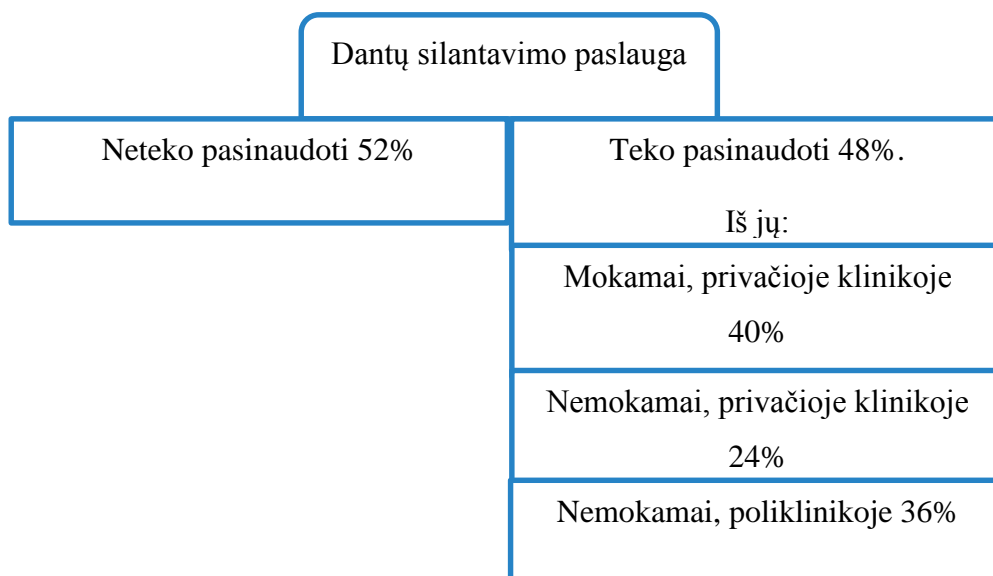 Dantų silantavimo paslauga
Neteko pasinaudoti 52%
Teko pasinaudoti 48%.
Iš jų:
Mokamai, privačioje klinikoje
40%
Nemokamai, privačioje klinikoje
24%
Nemokamai, poliklinikoje 36%